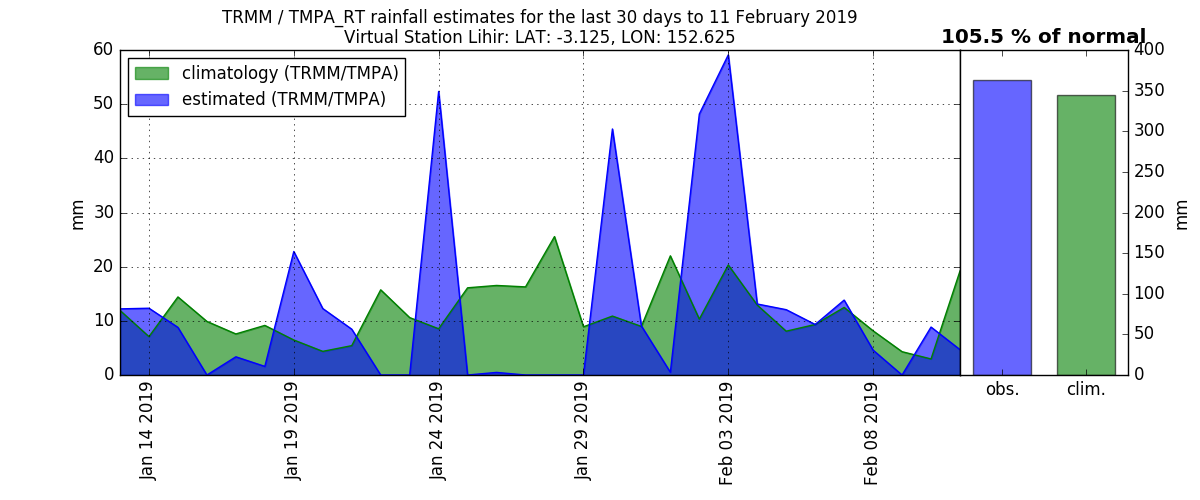 TRMM / TMPA_RT rainfall estimates for the last 30 days to 11 February 2019
Virtual Station Lihir: LAT: -3.125, LON: 152.625
105.5 % of normal
climatology (TRMM/TMPA)
estimated (TRMM/TMPA)
60
50
40
30
20
10
0
mm
Jan 14 2019
Jan 19 2019
Jan 24 2019
Jan 29 2019
Feb 03 2019
Feb 08 2019
400
350
300
250
200
150
100
50
0
mm
obs.
clim.